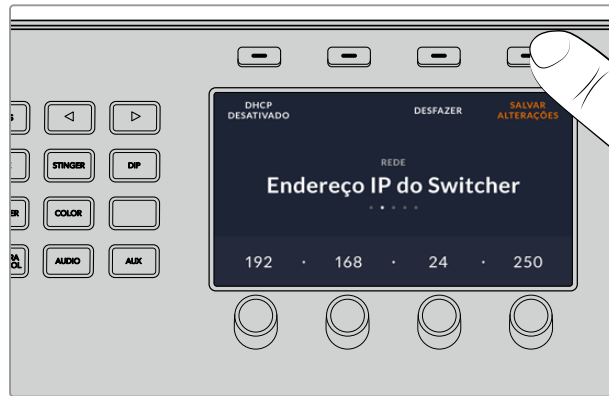 DHCP
DESATIVADO
DESFAZER
SALVAR
ALTERAÇÕES
REDE
Endereço IP do Switcher
192 · 168 · 24 · 250
STINGER
DIP
COLOR
AUDIO
AUX